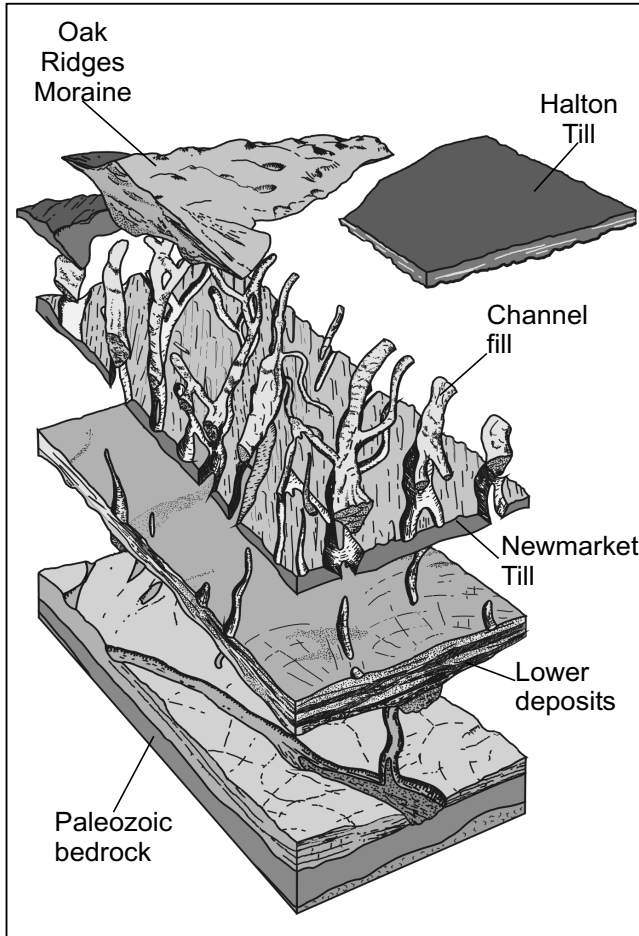 Oak
Ridges
Moraine
Halton
Till
Channel
fill
Newmarket
Till
Lower
deposits
Paleozoic
bedrock